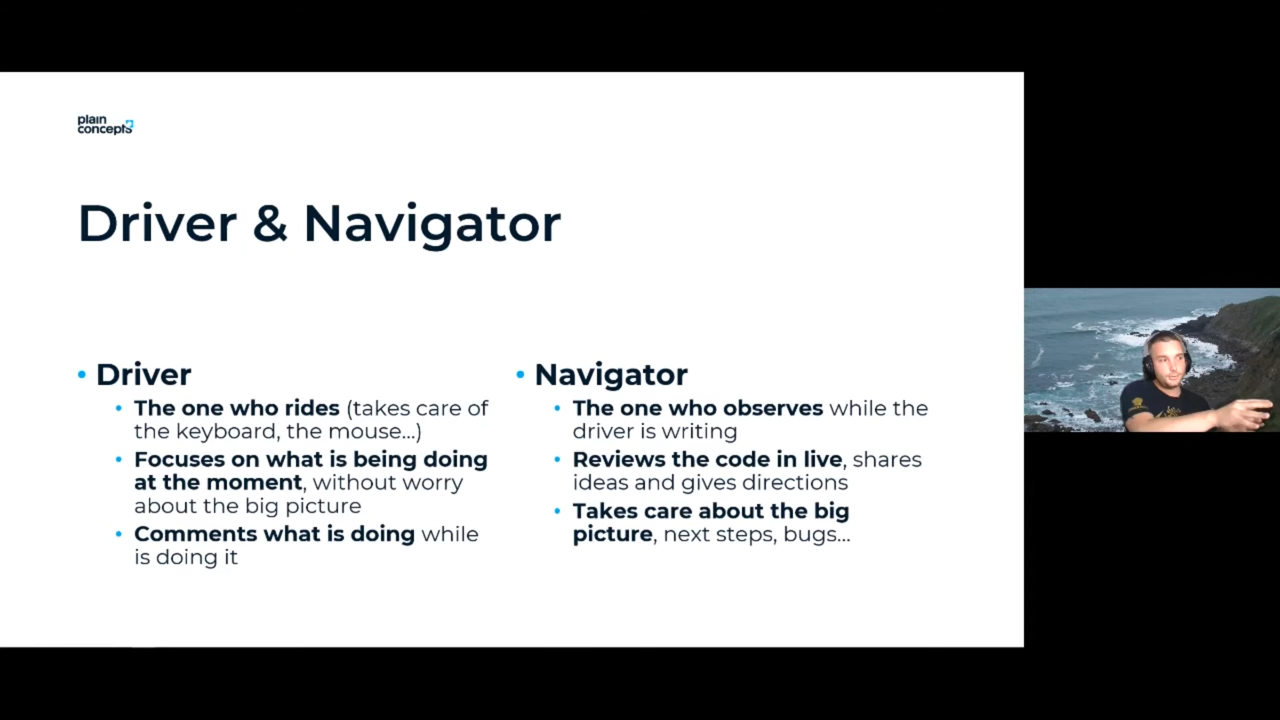 plain
concepts
Driver & Navigator
• Driver
• The one who rides (takes care of
the keyboard, the mouse...)
• Focuses on what is being doing
at the moment, without worry
about the big picture
• Comments what is doing while
is doing it
• Navigator
• The one who observes while the
driver is writing
• Reviews the code in live, shares
ideas and gives directions
• Takes care about the big
picture, next steps, bugs...